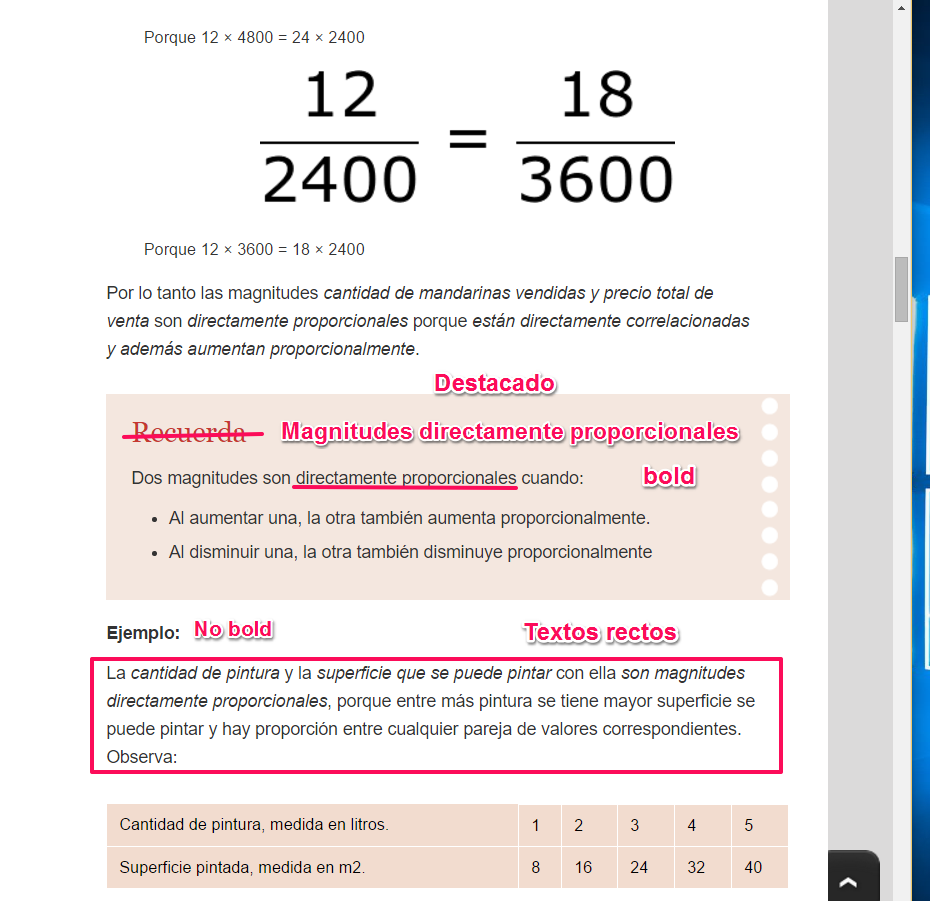 Porque 12 × 4800 = 24 × 2400
12 = 18
2400 3600
Porque 12 × 3600 = 18 × 2400
Por lo tanto las magnitudes cantidad de mandarinas vendidas y precio total de
venta son directamente proporcionales porque están directamente correlacionadas
y además aumentan proporcionalmente.
Destacado
Recuerda Magnitudes directamente proporcionales
Dos magnitudes son directamente proporcionales cuando: bold
• Al aumentar una, la otra también aumenta proporcionalmente.
• Al disminuir una, la otra también disminuye proporcionalmente
Ejemplo: No bold Textos rectos
La cantidad de pintura y la superficie que se puede pintar con ella son magnitudes
directamente proporcionales, porque entre más pintura se tiene mayor superficie se
puede pintar y hay proporción entre cualquier pareja de valores correspondientes.
Observa:
Cantidad de pintura, medida en litros. 1 2 3 4 5
Superficie pintada, medida en m2. 8 16 24 32 40